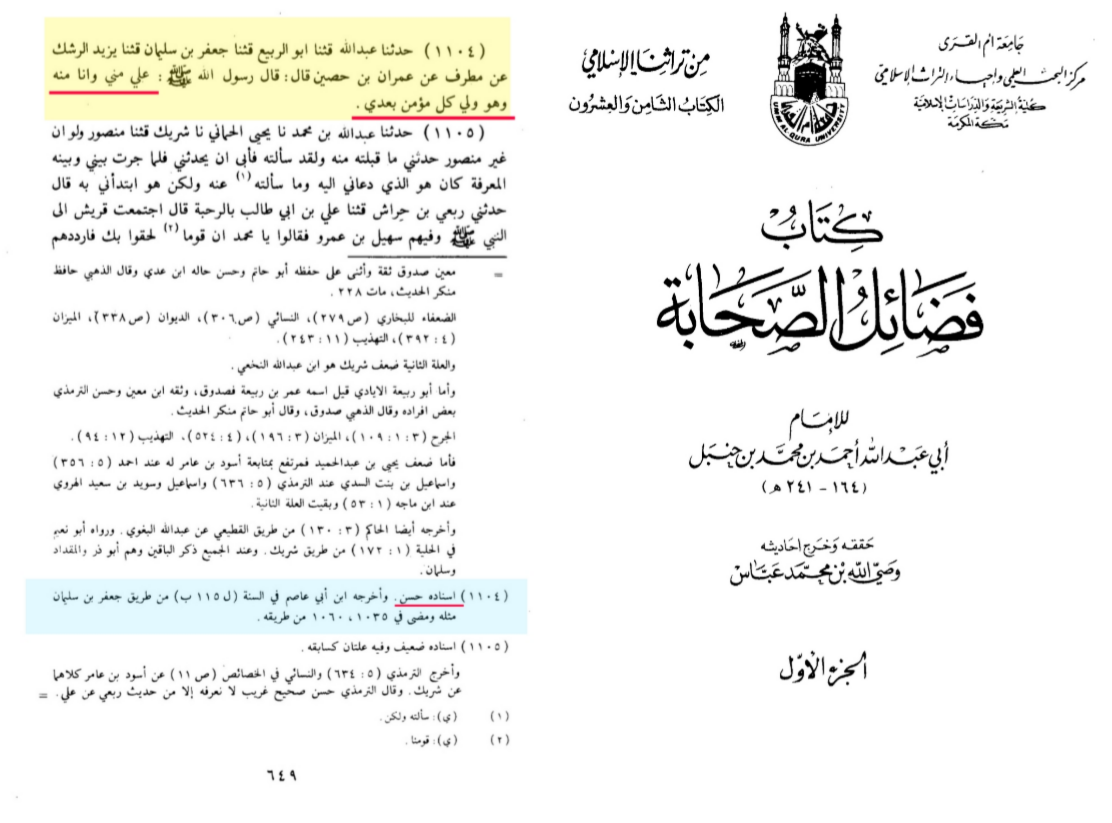 جامعة ام القرى
مركز البحث العلمي وإحياء التراث الإسلامي
كلية الشريعة والدراسات الإسلامية
مكة المكرمة
UMM AL QURA UNIVERSITY
من تراثنا الإسلامي
الكتاب الثامن والعشرون
كتاب
فضائل الصحابة
للإمام
أبي عبد الله أحمد بن محمد بن حنبل
(١٦٤ - ٢٤١ هـ)
حققه وخرج احاديثه
وصي الله بن محمد عباس
الجزء الأول
(١١٠٤) حدثنا عبدالله قثنا ابو الربيع قثنا جعفر بن سليمان قثنا يزيد الرشك
عن مطرف عن عمران بن حصين قال: قال رسول الله ﷺ : علي مني وانا منه
وهو ولي كل مؤمن بعدي .
(١١٠٥) حدثنا عبدالله بن محمد نا يحيى الحماني نا شريك قثنا منصور ولو ان
غير منصور حدثني ما قبلته منه ولقد سألته فأبى ان يحدثني فلما جرت بيني وبينه
المعرفة كان هو الذي دعاني اليه وما سألته (١) عنه ولكن هو ابتدأني به قال
حدثني ربعي بن حراش قثنا علي بن ابي طالب بالرحبة قال اجتمعت قريش الى
النبي ﷺ وفيهم سهيل بن عمرو فقالوا يا محمد ان قوما (٢) لحقوا بك فارددهم
= معين صدوق ثقة وأثنى على حفظه أبو حاتم وحسن حاله ابن عدي وقال الذهبي حافظ
منكر الحديث، مات ٢٢٨ .
الضعفاء للبخاري (ص ٢٧٩)، النسائي (ص ٣٠٦)، الديوان (ص ٣٣٨)، الميزان
(٤ : ٣٩٢)، التهذيب (١١ : ٢٤٣).
والعلة الثانية ضعف شريك هو ابن عبدالله النخعي .
وأما أبو ربيعة الايادي قيل اسمه عمر بن ربيعة فصدوق، وثقه ابن معين وحسن الترمذي
بعض افراده وقال الذهبي صدوق، وقال أبو حاتم منكر الحديث.
الجرح (٣ : ١ : ١٠٩)، الميزان (٣ : ١٩٦)، (٤ : ٥٢٤)، التهذيب (١٢ : ٩٤) .
فأما ضعف يحيى بن عبدالحميد فمرتفع بمتابعة أسود بن عامر له عند احمد (٥ : ٣٥٦)
واسماعيل بن بنت السدي عند الترمذي (٥ : ٦٣٦) واسماعيل وسويد بن سعيد الهروي
عند ابن ماجه (١ : ٥٣) وبقيت العلة الثانية.
وأخرجه أيضا الحاكم (٣ : ١٣٠) من طريق القطيعي عن عبدالله البغوي . ورواه أبو نعيم
في الحلية (١ : ١٧٢) من طريق شريك . وعند الجميع ذكر الباقين وهم أبو ذر والمقداد
وسلمان.
(١١٠٤) اسناده حسن. وأخرجه ابن أبي عاصم في السنة (ل ١١٥ ب) من طريق جعفر بن سليمان
مثله ومضى في ١٠٣٥، ١٠٦٠ من طريقه .
(١١٠٥) اسناده ضعيف وفيه علتان كسابقه .
وأخرج الترمذي (٥ : ٦٣٤) والنسائي في الخصائص (ص ١١) عن أسود بن عامر كلاهما
عن شريك. وقال الترمذي حسن صحيح غريب لا نعرفه إلا من حديث ربعي عن علي. =
(١) (ي): سألته ولكن.
(٢) (ي): قومنا .
٦٤٩